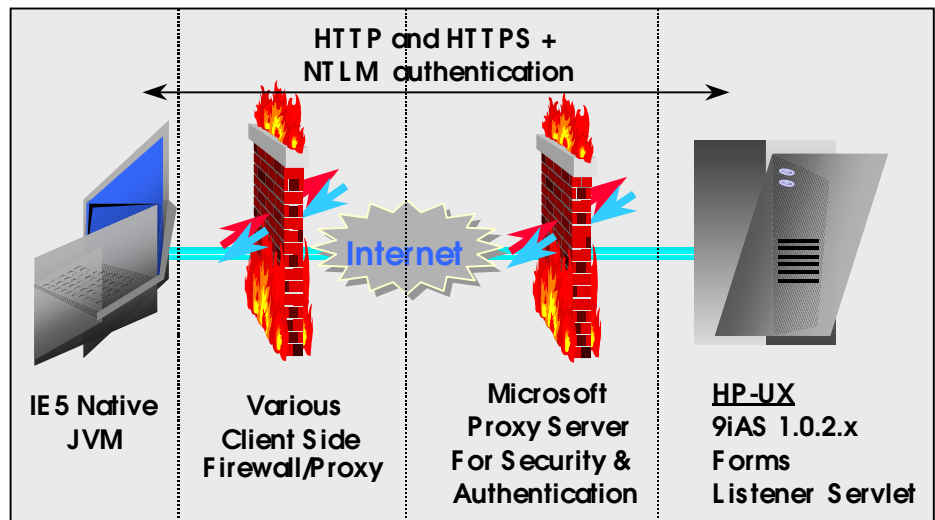 HTTP and HTTPS +
NTLM authentication
Internet
IE5 Native
JVM
Various
Client Side
Firewall/Proxy
Microsoft
Proxy Server
For Security &
Authentication
HP-UX
9iAS 1.0.2.x
Forms
Listener Servlet